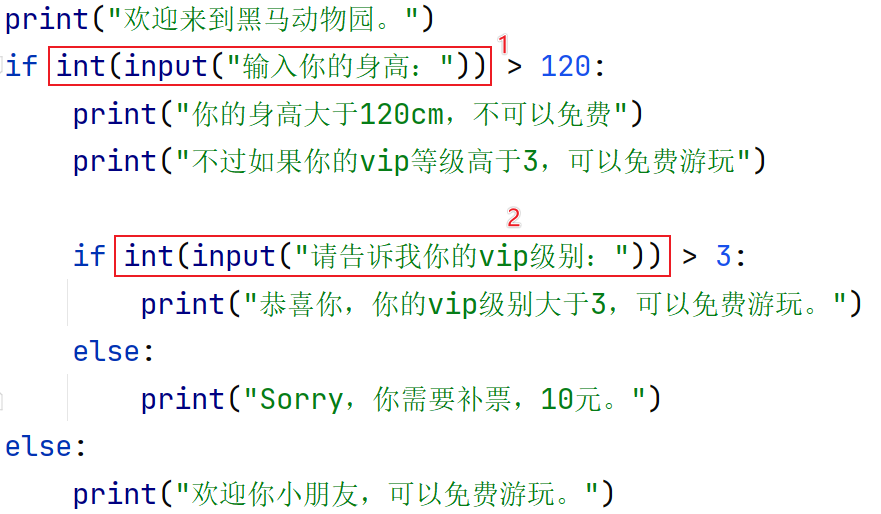 print("欢迎来到黑马动物园。")
1
if int(input("输入你的身高：")) > 120:
    print("你的身高大于120cm，不可以免费")
    print("不过如果你的vip等级高于3，可以免费游玩")
2
    if int(input("请告诉我你的vip级别：")) > 3:
        print("恭喜你，你的vip级别大于3，可以免费游玩。")
    else:
        print("Sorry，你需要补票，10元。")
else:
    print("欢迎你小朋友，可以免费游玩。")